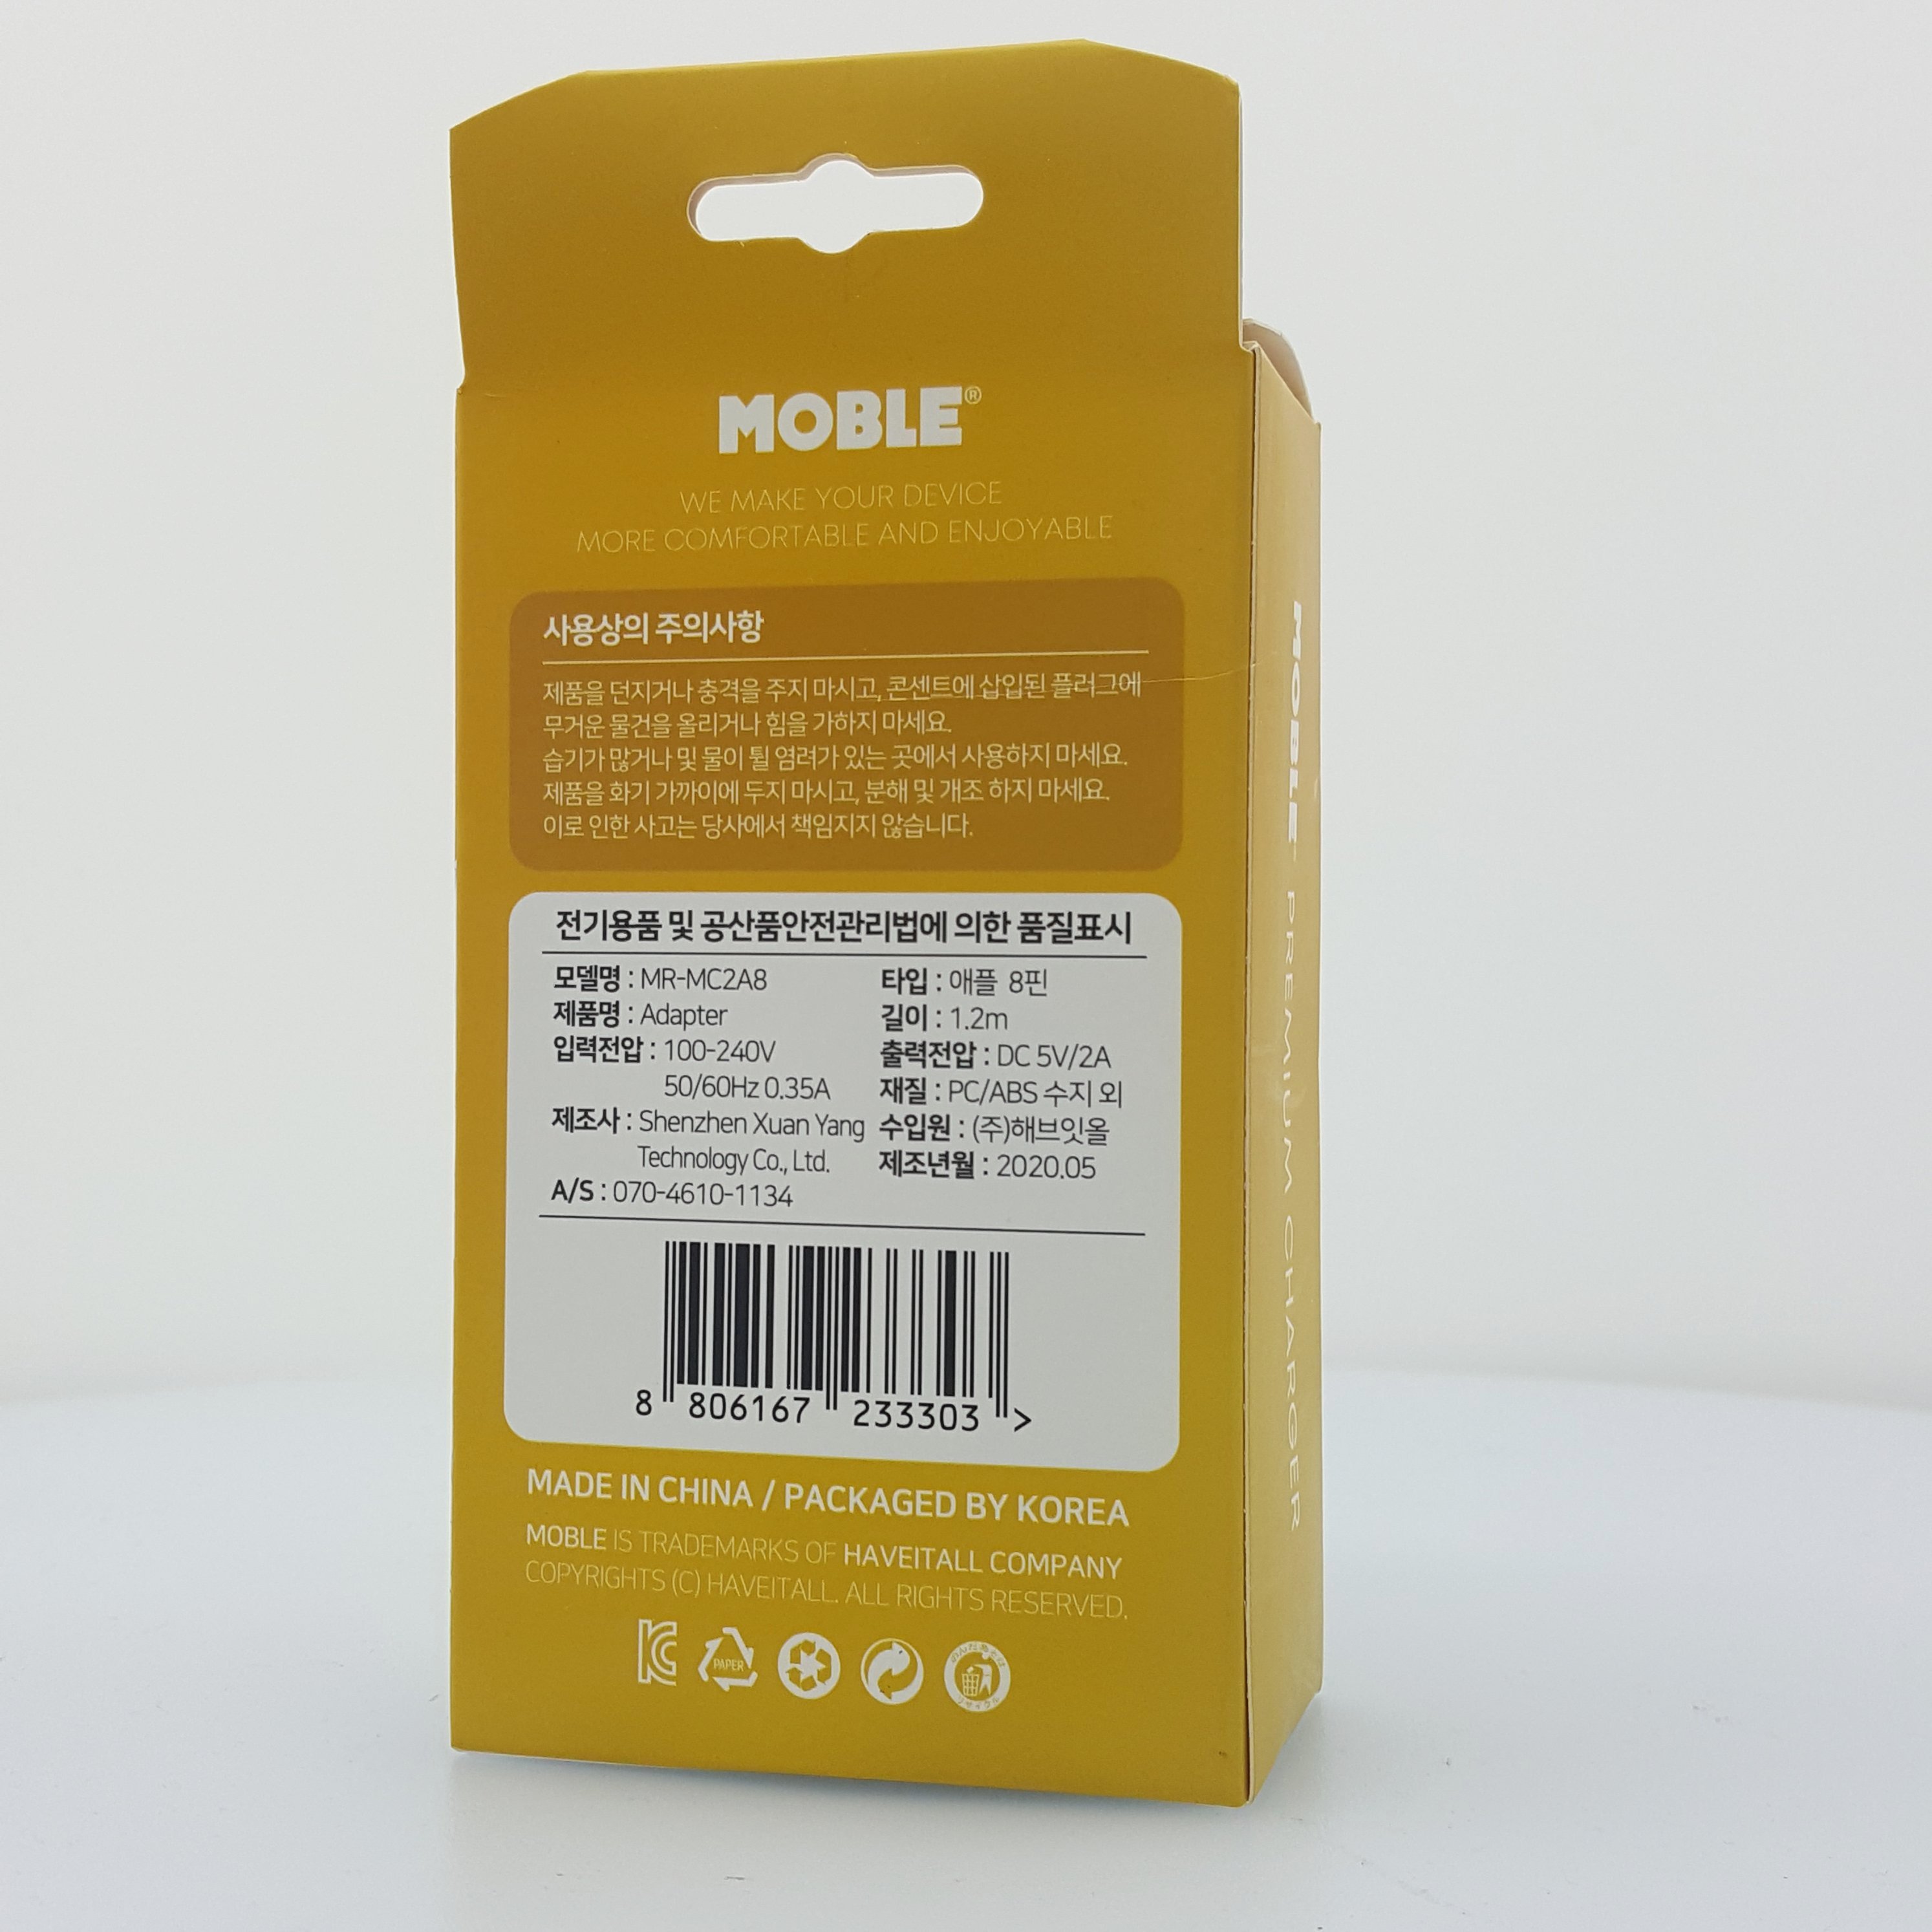 MOBLE®
WE MAKE YOUR DEVICE
MORE COMFORTABLE AND ENJOYABLE
사용상의 주의사항
제품을 던지거나 충격을 주지 마시고, 콘센트에 삽입된 플러그에
무거운 물건을 올리거나 힘을 가하지 마세요.
습기가 많거나 및 물이 튈 염려가 있는 곳에서 사용하지 마세요.
제품을 화기 가까이에 두지 마시고, 분해 및 개조 하지 마세요.
이로 인한 사고는 당사에서 책임지지 않습니다.
전기용품 및 공산품안전관리법에 의한 품질표시
모델명 : MR-MC2A8
제품명 : Adapter
입력전압 : 100-240V
50/60Hz 0.35A
제조사 : Shenzhen Xuan Yang
Technology Co., Ltd.
A/S : 070-4610-1134
타입 : 애플 8핀
길이 : 1.2m
출력전압 : DC 5V/2A
재질 : PC/ABS 수지 외
수입원 : (주)해브잇올
제조년월 : 2020.05
8 806167 233303 >
MADE IN CHINA / PACKAGED BY KOREA
MOBLE IS TRADEMARKS OF HAVEITALL COMPANY
COPYRIGHTS (C) HAVEITALL. ALL RIGHTS RESERVED.
PAPER
MOBLE PREMIUM CHARGER